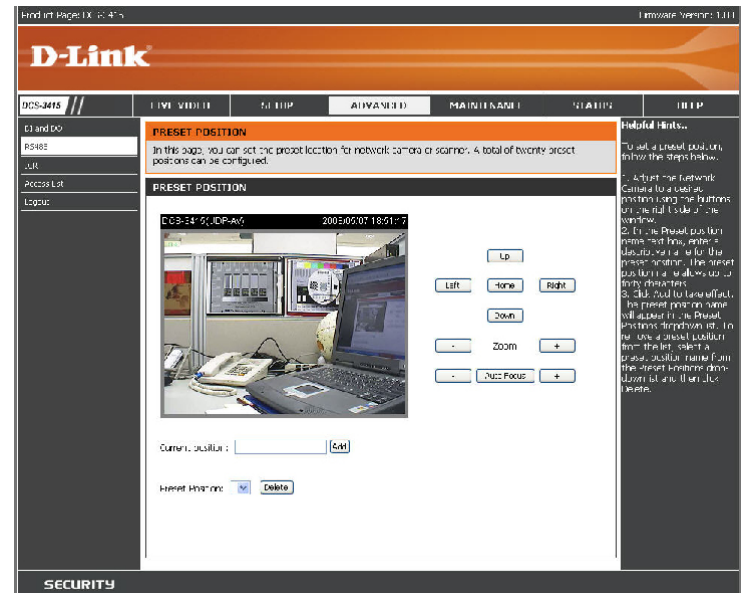 Product Page: DCS-3415
Firmware Version: 1.00
D-Link
DCS-3415
LIVE VIDEO
SETUP
ADVANCED
MAINTENANCE
STATUS
HELP
DI and DO
RS485
Access List
Logout
PRESET POSITION
In this page, you can set the preset location for network camera or scanner. A total of twenty preset
positions can be configured.
PRESET POSITION
DCS-3415(UDP-AV)
18:51:17
Up
Left
Home
Right
Down
-
Zoom
+
-
Auto Focus
+
Current position:
Add
Preset Position:
Delete
Helpful Hints..
To set a preset position,
follow the steps below.
1. Adjust the Network
Camera to a desired
position using the buttons
on the right side of the
window.
2. In the Preset position
name text box, enter a
descriptive name for the
preset position. The preset
position name allows up to
forty characters.
3. Click Add to take effect.
The preset position name
will appear in the Preset
Positions dropdown list. To
remove a preset position
from the list, select a
preset position name from
the Preset Positions drop-
down list and then click
Delete.
SECURITY